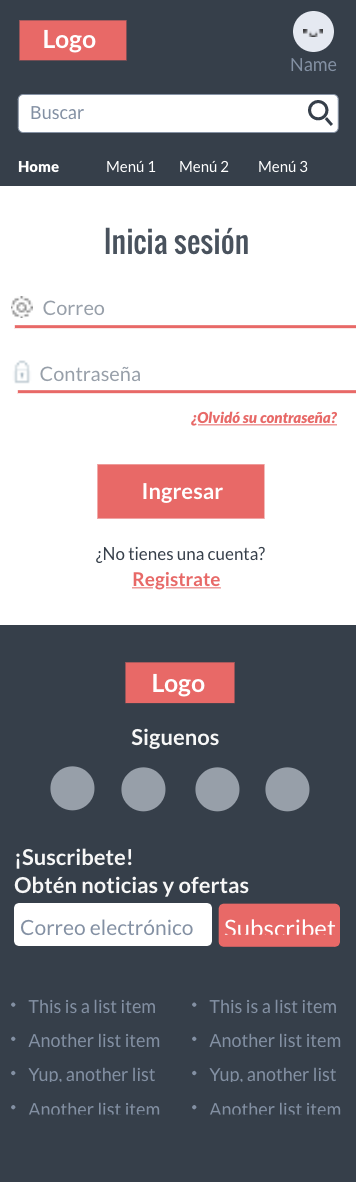 Logo
Name
Buscar
Home Menú 1 Menú 2 Menú 3
Inicia sesión
Correo
Contraseña
¿Olvidó su contraseña?
Ingresar
¿No tienes una cuenta?
Registrate
Logo
Siguenos
¡Suscribete!
Obtén noticias y ofertas
Correo electrónico Subscribet
This is a list item This is a list item
Another list item Another list item
Yup, another list Yup, another list
Another list item Another list item